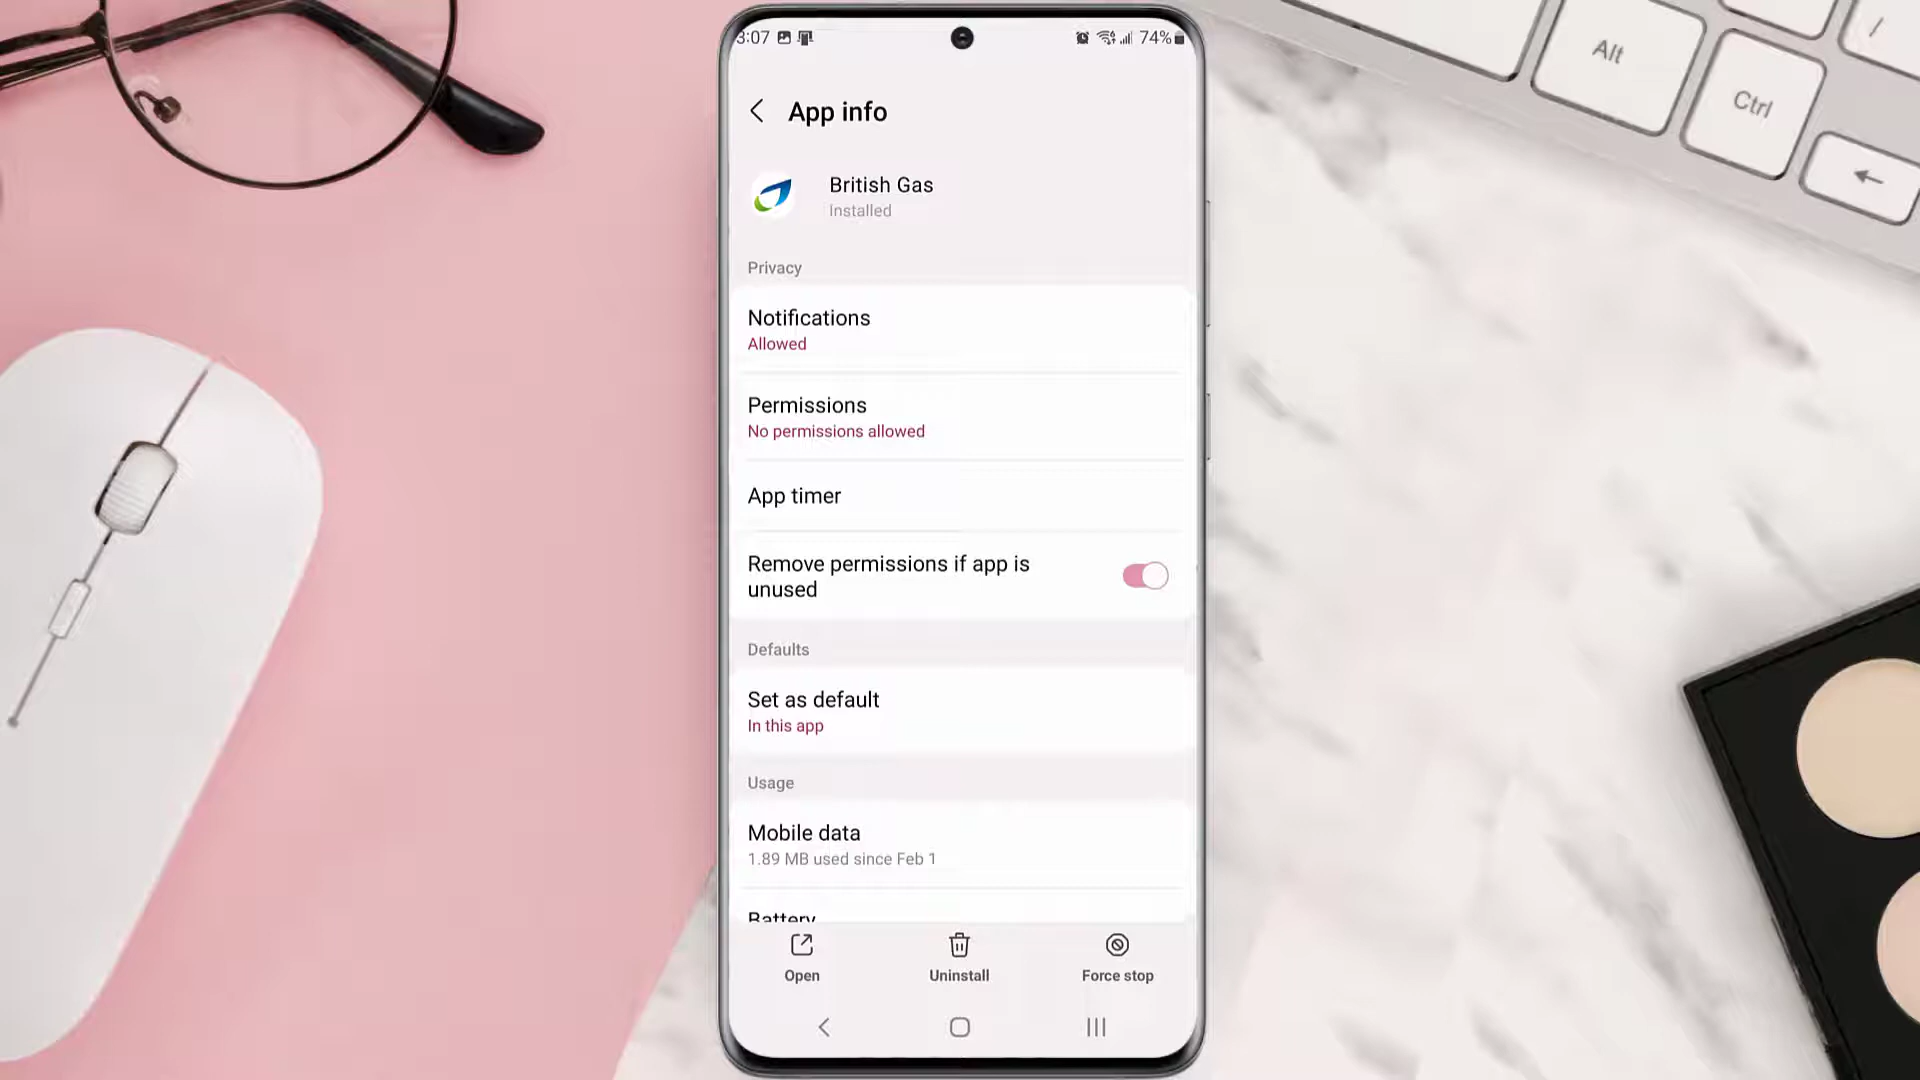 3:07 74%
App info
British Gas
Installed
Privacy
Notifications
Allowed
Permissions
No permissions allowed
App timer
Remove permissions if app is
unused
Defaults
Set as default
In this app
Usage
Mobile data
1.89 MB used since Feb 1
Battery
Open Uninstall Force stop
Alt
Ctrl
/